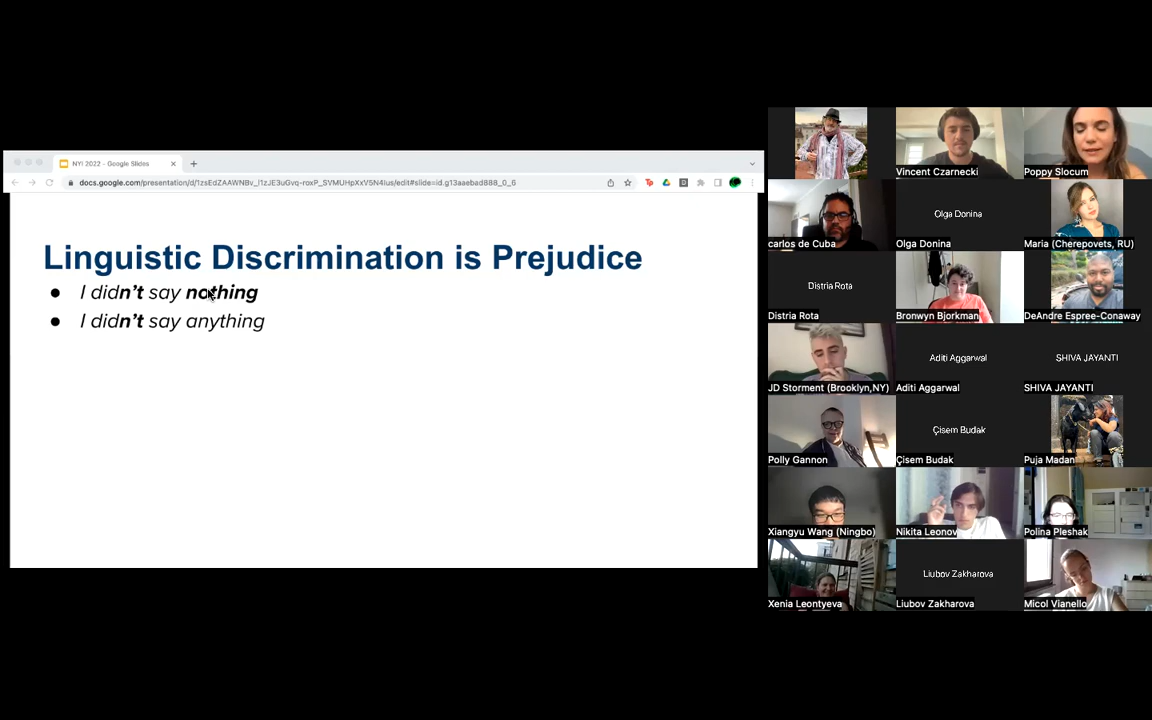 NYI 2022 - Google Slides
docs.google.com/presentation/d/1zsEdZAAWNBv_I1zJE3uGvq-roxP_SVMUHpXxV5N4Ius/edit#slide=id.g13aaebad888_0_6
Linguistic Discrimination is Prejudice
● I didn't say nothing
● I didn't say anything
Vincent Czarnecki
Poppy Slocum
carlos de Cuba
Olga Donina
Olga Donina
Maria (Cherepovets, RU)
Distria Rota
Distria Rota
Bronwyn Bjorkman
DeAndre Espree-Conaway
JD Storment (Brooklyn,NY)
Aditi Aggarwal
Aditi Aggarwal
SHIVA JAYANTI
SHIVA JAYANTI
Polly Gannon
Çisem Budak
Çisem Budak
Puja Madan
Xiangyu Wang (Ningbo)
Nikita Leonov
Polina Pleshak
Xenia Leontyeva
Liubov Zakharova
Liubov Zakharova
Micol Vianello